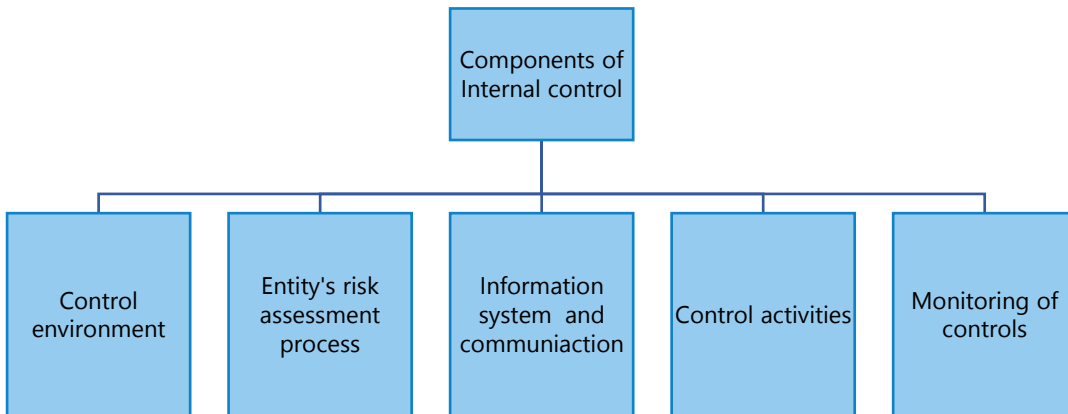 Components of
Internal control
Control
environment
Entity's risk
assessment
process
Information
system and
communiaction
Control activities
Monitoring of
controls